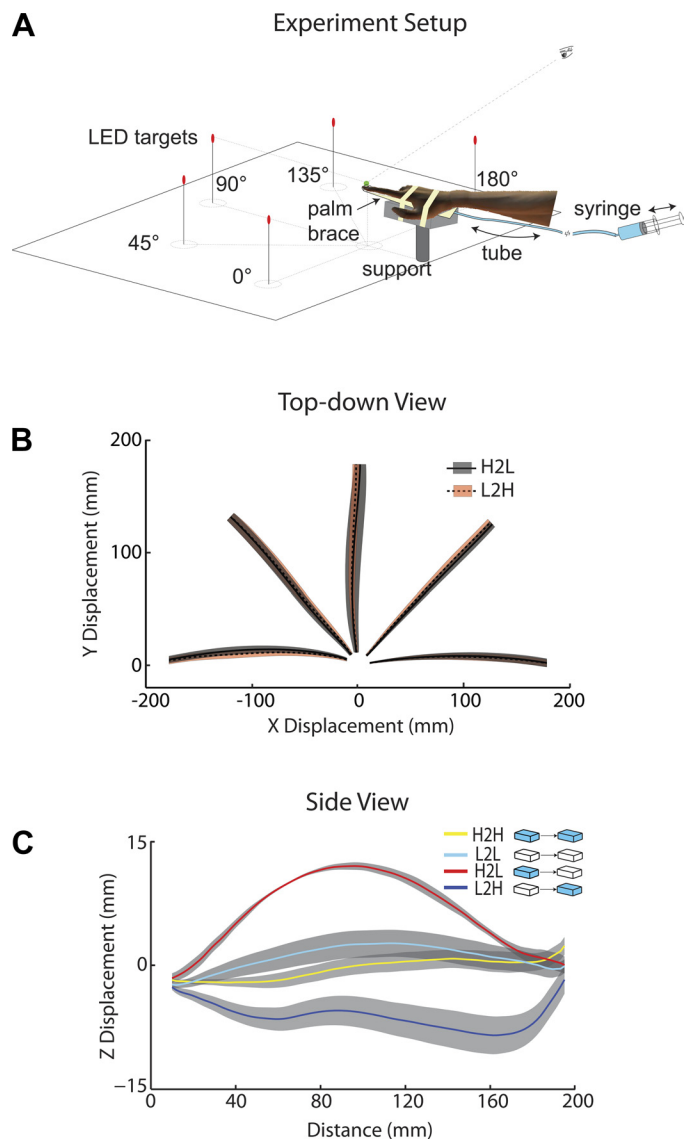 A
Experiment Setup
LED targets
135°
180°
90°
palm
brace
syringe
45°
tube
support
0°
Top-down View
B
200
H2L
L2H
Y Displacement (mm)
100
0
-200
-100
0
100
200
X Displacement (mm)
Side View
C
15
H2H
L2L
H2L
L2H
Z Displacement (mm)
0
−15
0
40
80
120
160
200
Distance (mm)